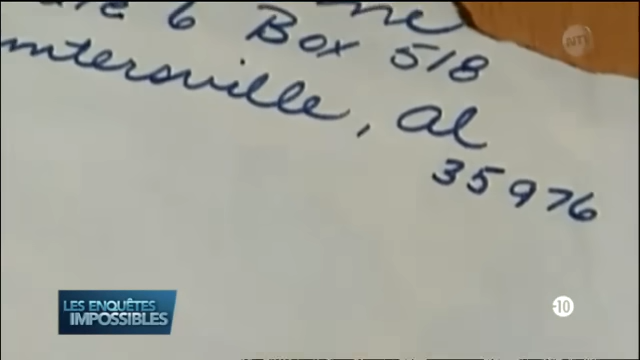 6 Box 518
ntersville, Al
35976
NT1
LES ENQUÊTES
IMPOSSIBLES
-10